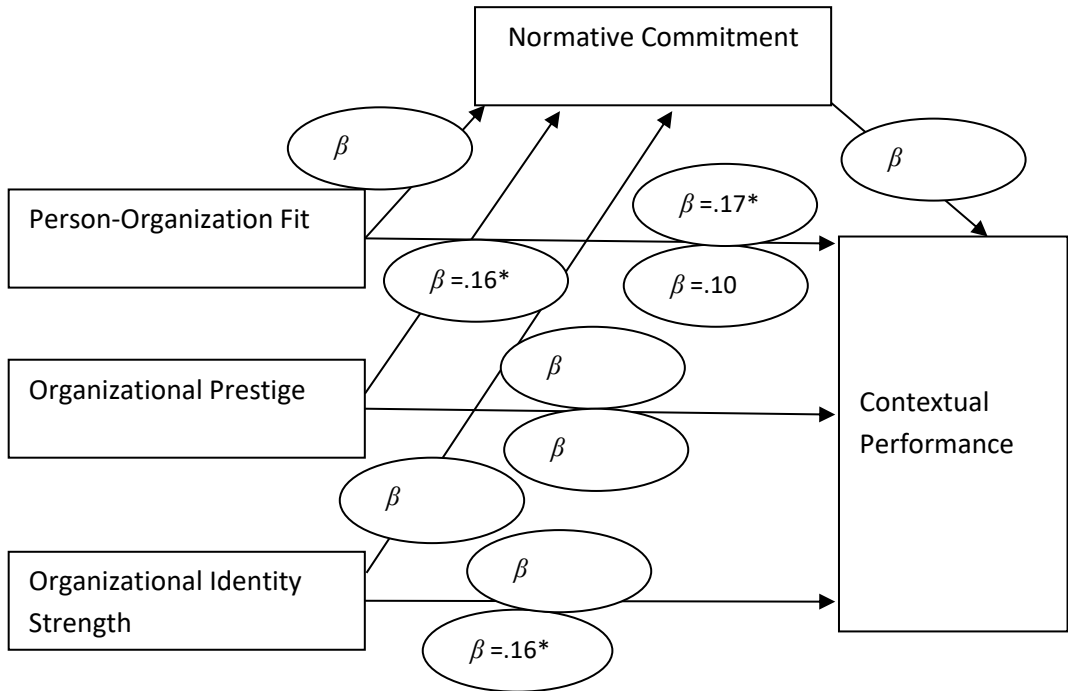 Normative Commitment
β
β
Person-Organization Fit
β =.17*
β =.16*
β =.10
β
Organizational Prestige
Contextual
Performance
β
β
β
Organizational Identity
Strength
β =.16*